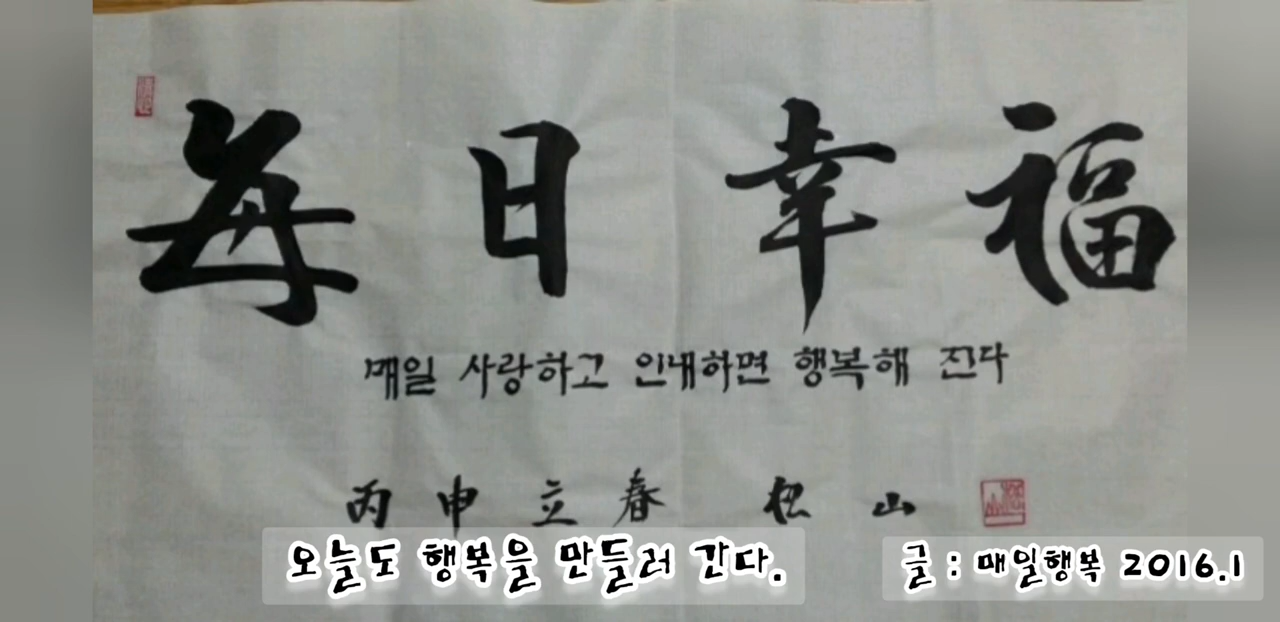 每日幸福
매일 사랑하고 인내하면 행복해 진다
丙申立春 松山
오늘도 행복을 만들러 간다.
글 : 매일행복 2016.1